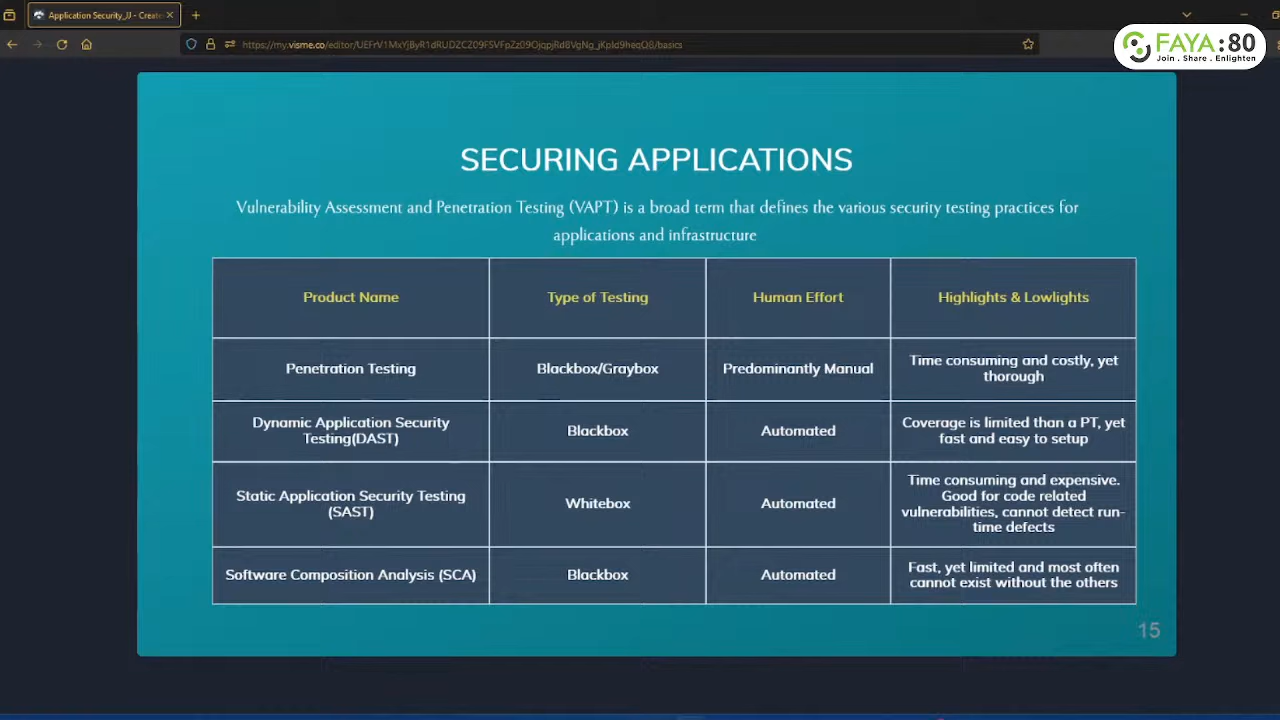 Application Security_JJ - Create
https://my.visme.co/editor/
FAYA:80
Join . Share . Enlighten
SECURING APPLICATIONS
Vulnerability Assessment and Penetration Testing (VAPT) is a broad term that defines the various security testing practices for
applications and infrastructure
Product Name
Type of Testing
Human Effort
Highlights & Lowlights
Penetration Testing
Blackbox/Graybox
Predominantly Manual
Time consuming and costly, yet
thorough
Dynamic Application Security
Testing(DAST)
Blackbox
Automated
Coverage is limited than a PT, yet
fast and easy to setup
Static Application Security Testing
(SAST)
Whitebox
Automated
Time consuming and expensive.
Good for code related
vulnerabilities, cannot detect run-
time defects
Software Composition Analysis (SCA)
Blackbox
Automated
Fast, yet limited and most often
cannot exist without the others
15